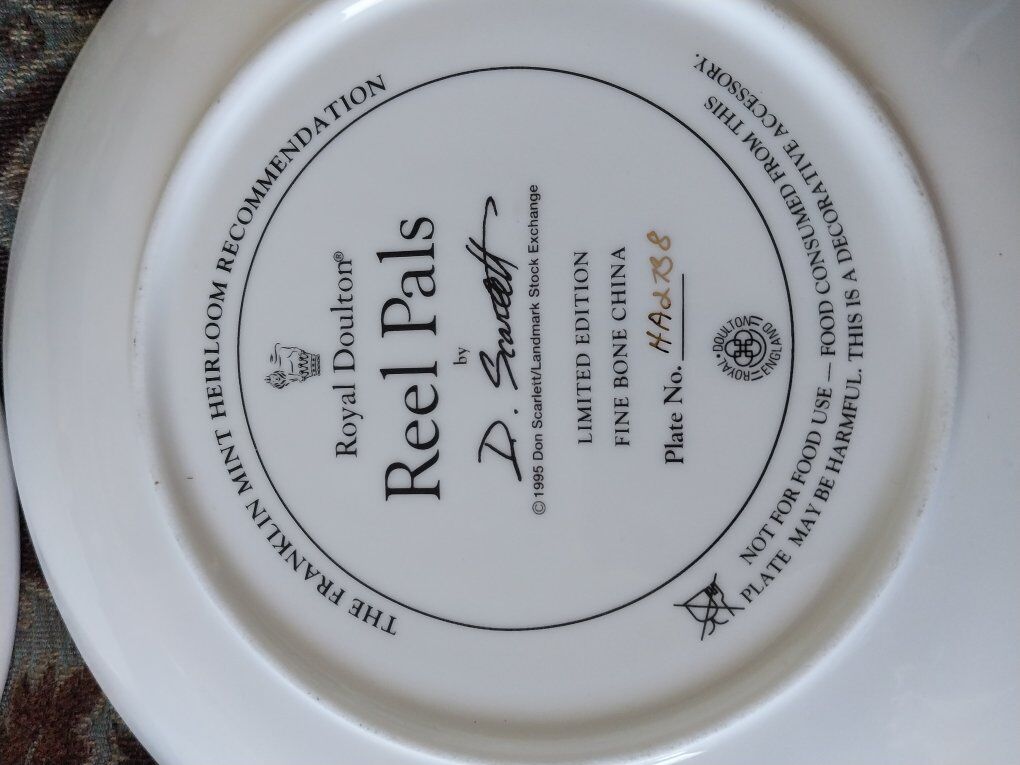 THE FRANKLIN MINT HEIRLOOM RECOMMENDATION
Royal Doulton®
Reel Pals
by
D. Scarlett
© 1995 Don Scarlett/Landmark Stock Exchange
LIMITED EDITION
FINE BONE CHINA
Plate No. HA2738
ROYAL • DOULTON
ENGLAND
NOT FOR FOOD USE — FOOD CONSUMED FROM THIS
PLATE MAY BE HARMFUL. THIS IS A DECORATIVE ACCESSORY.